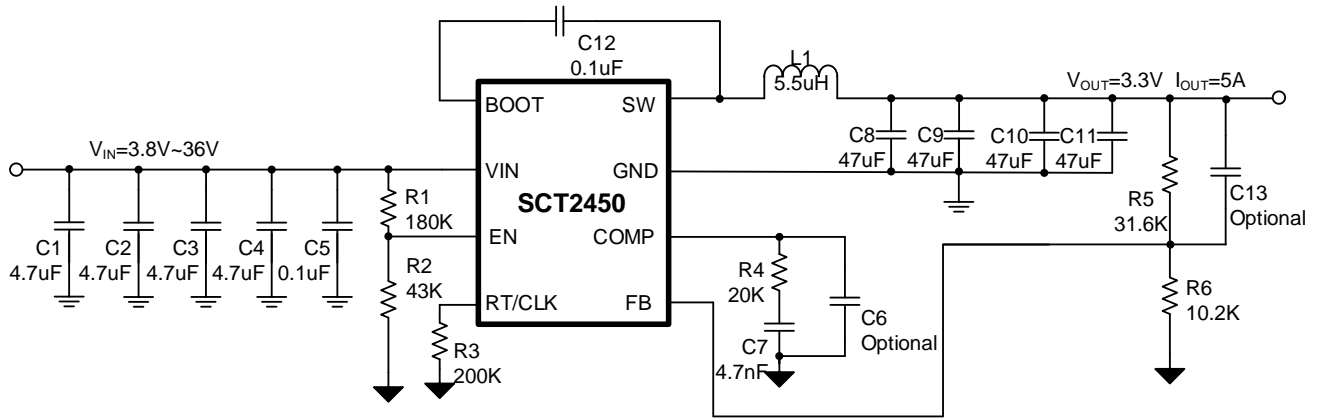 C12
0.1uF
L1
5.5uH
BOOT
SW
V_OUT=3.3V I_OUT=5A
V_IN=3.8V~36V
C8
47uF
C9
47uF
C10
47uF
C11
47uF
VIN
GND
R1
180K
SCT2450
R5
31.6K
C13
Optional
C1
4.7uF
C2
4.7uF
C3
4.7uF
C4
4.7uF
C5
0.1uF
EN
COMP
R2
43K
R4
20K
RT/CLK
FB
R6
10.2K
C6
Optional
R3
200K
C7
4.7nF